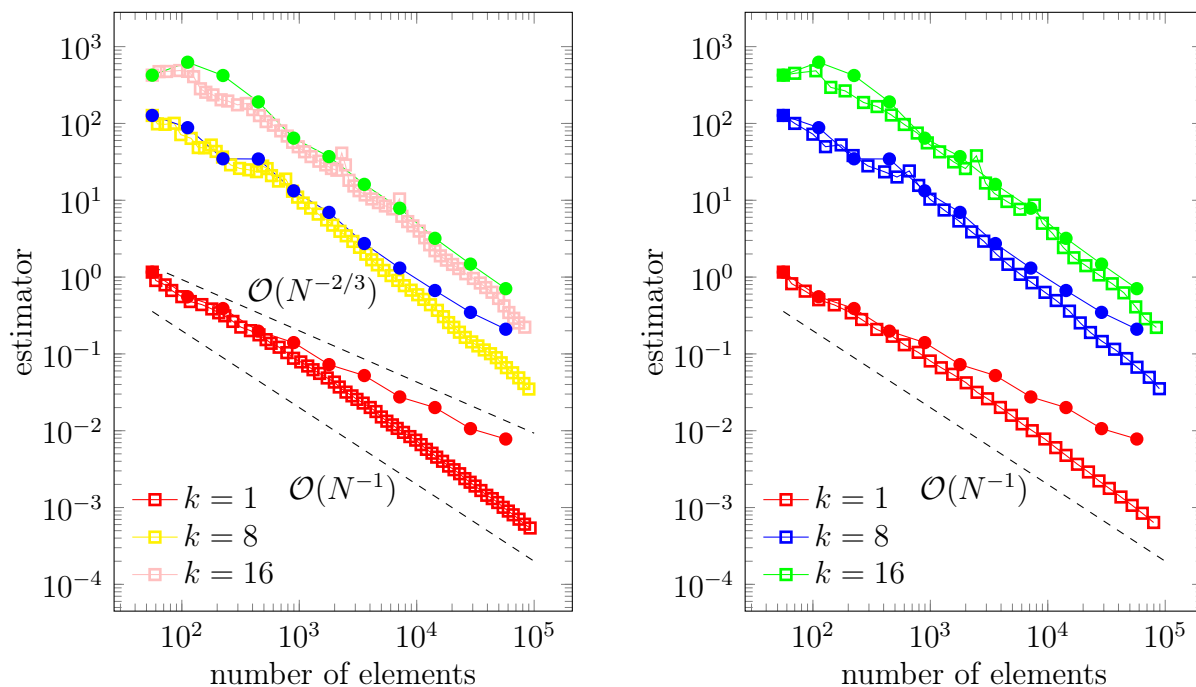 10^3
10^2
10^1
10^0
10^{-1}
10^{-2}
10^{-3}
10^{-4}
estimator
O(N^{-2/3})
O(N^{-1})
k = 1
k = 8
k = 16
10^2 10^3 10^4 10^5
number of elements
10^3
10^2
10^1
10^0
10^{-1}
10^{-2}
10^{-3}
10^{-4}
estimator
O(N^{-1})
k = 1
k = 8
k = 16
10^2 10^3 10^4 10^5
number of elements